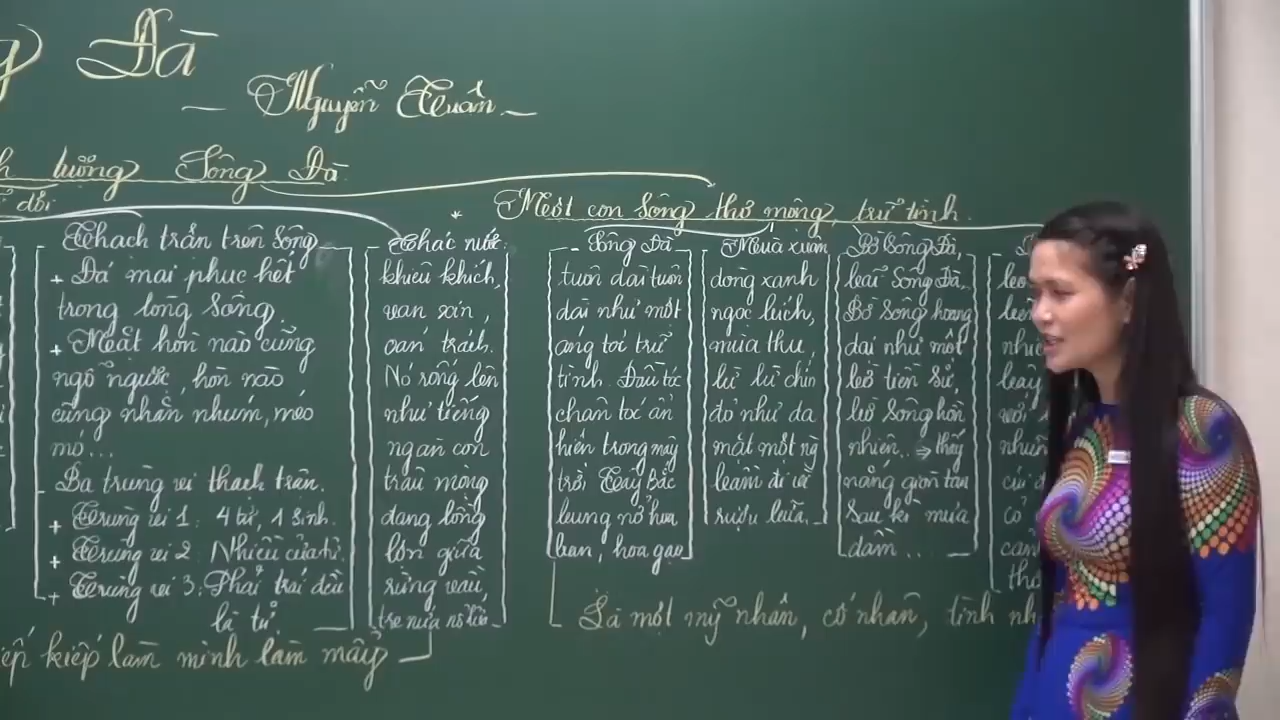 Đà
- Nguyễn Tuân -
tượng Sông Đà
dội
* Một con sông thơ mộng, trữ tình.
- Thạch trận trên sông
+ Đá mai phục hết
trong lòng sông.
+ Mặt hòn nào cũng
ngỗ ngược, hòn nào
cũng nhăn nhúm, méo
mó...
- Ba trùng vi thạch trận.
+ Trùng vi 1: 4 tử, 1 sinh.
+ Trùng vi 2: Nhiều cửa tử.
+ Trùng vi 3: Phải trái đều
là tử
- Thác nước:
khiêu khích,
van xin,
oán trách.
Nó rống lên
như tiếng
ngàn con
trâu mộng
đang lồng
lộn giữa
rừng vầu,
tre nứa nổ lửa
- Sông Đà
tuôn dài tuôn
dài như một
áng tóc trữ
tình. Đầu tóc
chân tóc ẩn
hiện trong mây
trời Tây Bắc
bung nở hoa
ban, hoa gạo
- Mùa xuân
dòng xanh
ngọc bích,
mùa thu,
lừ lừ chín
đỏ như da
mặt một ng
bầm đi vì
rượu bữa.
- Bờ Sông Đà,
bãi Sông Đà,
Bờ Sông hoang
dại như một
bờ tiền sử,
bờ sông hồn
nhiên. ⇒ thấy
nắng giòn tan
sau kì mưa
dầm...
kiếp làm mình làm mẩy
Là một mỹ nhân, cố nhân, tình nh